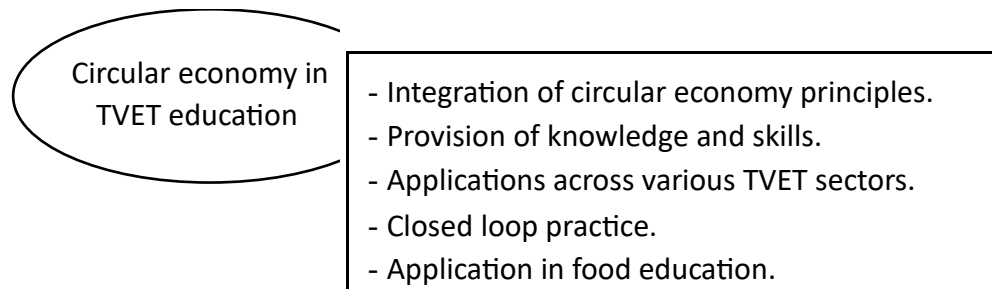 Circular economy in
TVET education
- Integration of circular economy principles.
- Provision of knowledge and skills.
- Applications across various TVET sectors.
- Closed loop practice.
- Application in food education.